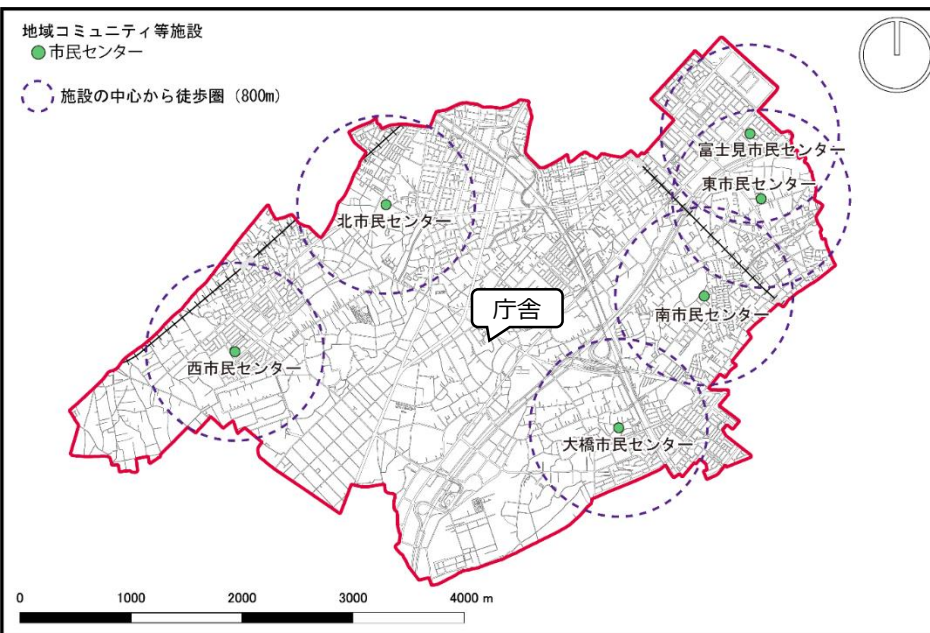 地域コミュニティ等施設
市民センター
施設の中心から徒歩圏（800m）
富士見市民センター
東市民センター
北市民センター
庁舎
南市民センター
西市民センター
大橋市民センター
0 1000 2000 3000 4000 m